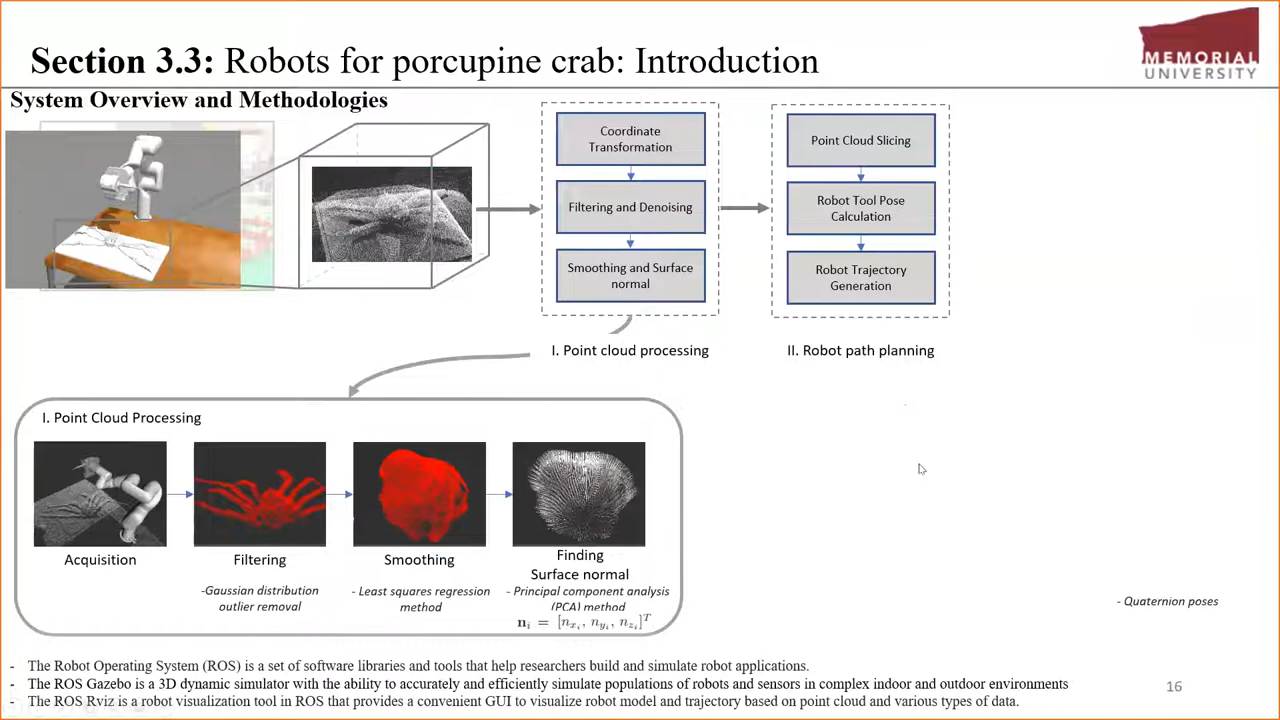 Section 3.3: Robots for porcupine crab: Introduction
MEMORIAL
UNIVERSITY
System Overview and Methodologies
Coordinate
Transformation
Filtering and Denoising
Smoothing and Surface
normal
Point Cloud Slicing
Robot Tool Pose
Calculation
Robot Trajectory
Generation
I. Point cloud processing
II. Robot path planning
I. Point Cloud Processing
Acquisition
Filtering
-Gaussian distribution
outlier removal
Smoothing
- Least squares regression
method
Finding
Surface normal
- Principal component analysis
(PCA) method
n_i = [n_{x_i}, n_{y_i}, n_{z_i}]^T
- Quaternion poses
- The Robot Operating System (ROS) is a set of software libraries and tools that help researchers build and simulate robot applications.
- The ROS Gazebo is a 3D dynamic simulator with the ability to accurately and efficiently simulate populations of robots and sensors in complex indoor and outdoor environments
- The ROS Rviz is a robot visualization tool in ROS that provides a convenient GUI to visualize robot model and trajectory based on point cloud and various types of data.
16